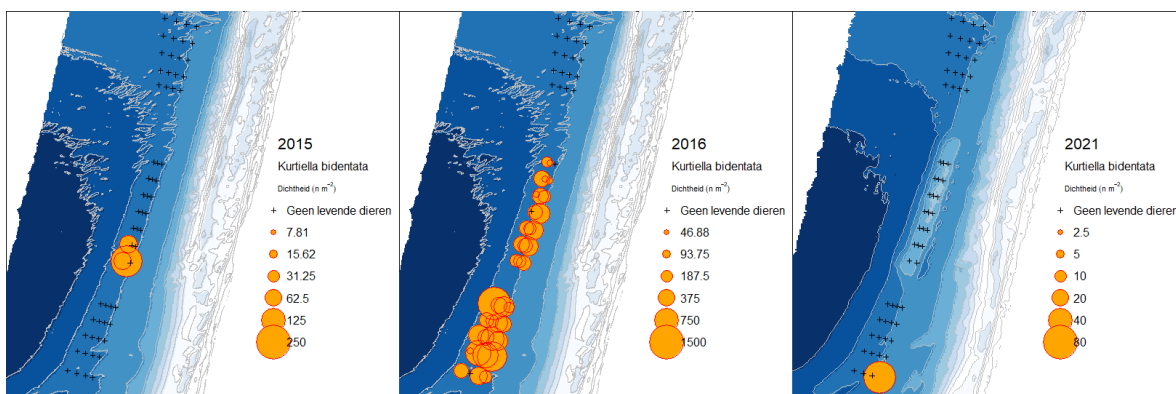 2015
Kurtiella bidentata
Dichtheid (n m⁻²)
+ Geen levende dieren
7.81
15.62
31.25
62.5
125
250
2016
Kurtiella bidentata
Dichtheid (n m⁻²)
+ Geen levende dieren
46.88
93.75
187.5
375
750
1500
2021
Kurtiella bidentata
Dichtheid (n m⁻²)
+ Geen levende dieren
2.5
5
10
20
40
80